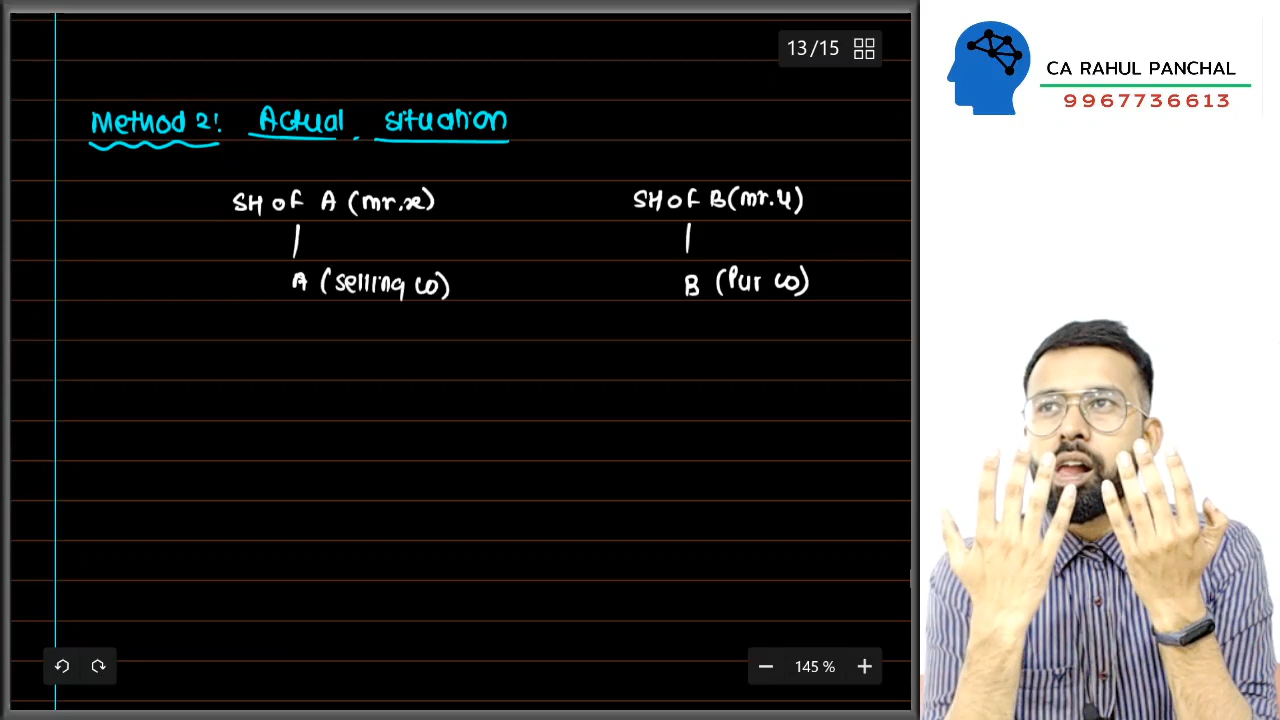 13/15
CA RAHUL PANCHAL
9967736613
Method 2: Actual situation
SH of A (mr.x)
SH of B (mr.y)
A (selling co)
B (Pur co)
145 %